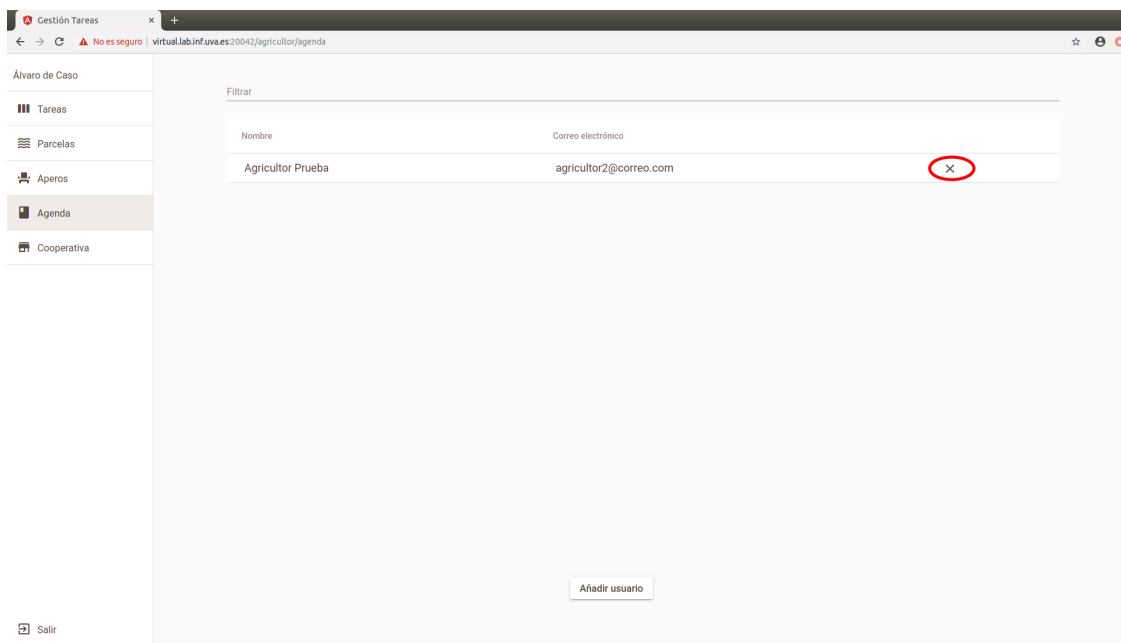 Gestión Tareas
No es seguro | virtual.lab.inf.uva.es:20042/agricultor/agenda
Álvaro de Caso
Tareas
Parcelas
Aperos
Agenda
Cooperativa
Salir
Filtrar
Nombre Correo electrónico
Agricultor Prueba agricultor2@correo.com
Añadir usuario